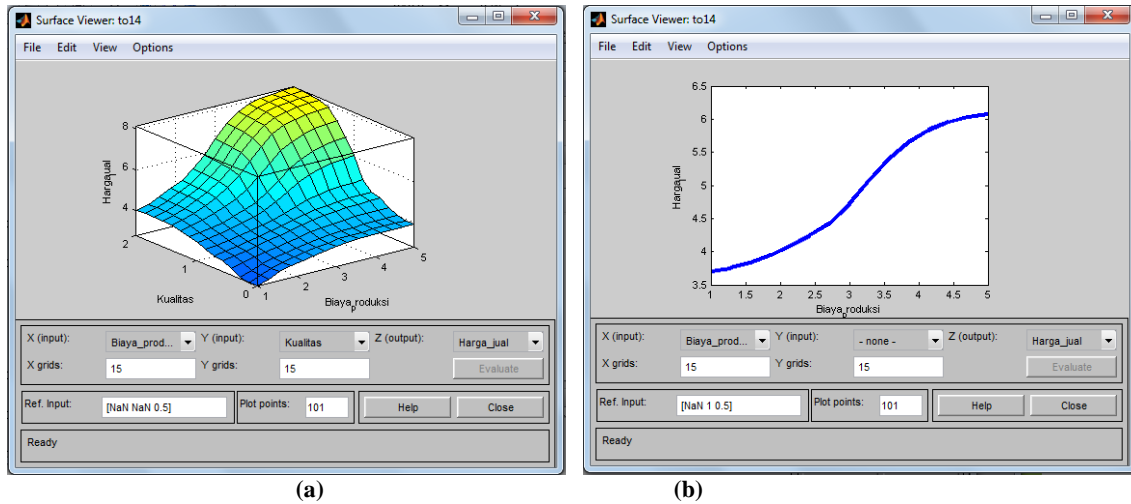 Surface Viewer: to14
File Edit View Options
8
6
4
2
Hargajual
2
1
0
Kualitas
1
2
3
4
5
Biayaproduksi
X (input): Biaya_prod... Y (input): Kualitas Z (output): Harga_jual
X grids: 15 Y grids: 15 Evaluate
Ref. Input: [NaN NaN 0.5] Plot points: 101 Help Close
Ready
(a)
Surface Viewer: to14
File Edit View Options
6.5
6
5.5
5
4.5
4
3.5
Hargajual
1 1.5 2 2.5 3 3.5 4 4.5 5
Biayaproduksi
X (input): Biaya_prod... Y (input): - none - Z (output): Harga_jual
X grids: 15 Y grids: 15 Evaluate
Ref. Input: [NaN 1 0.5] Plot points: 101 Help Close
Ready
(b)